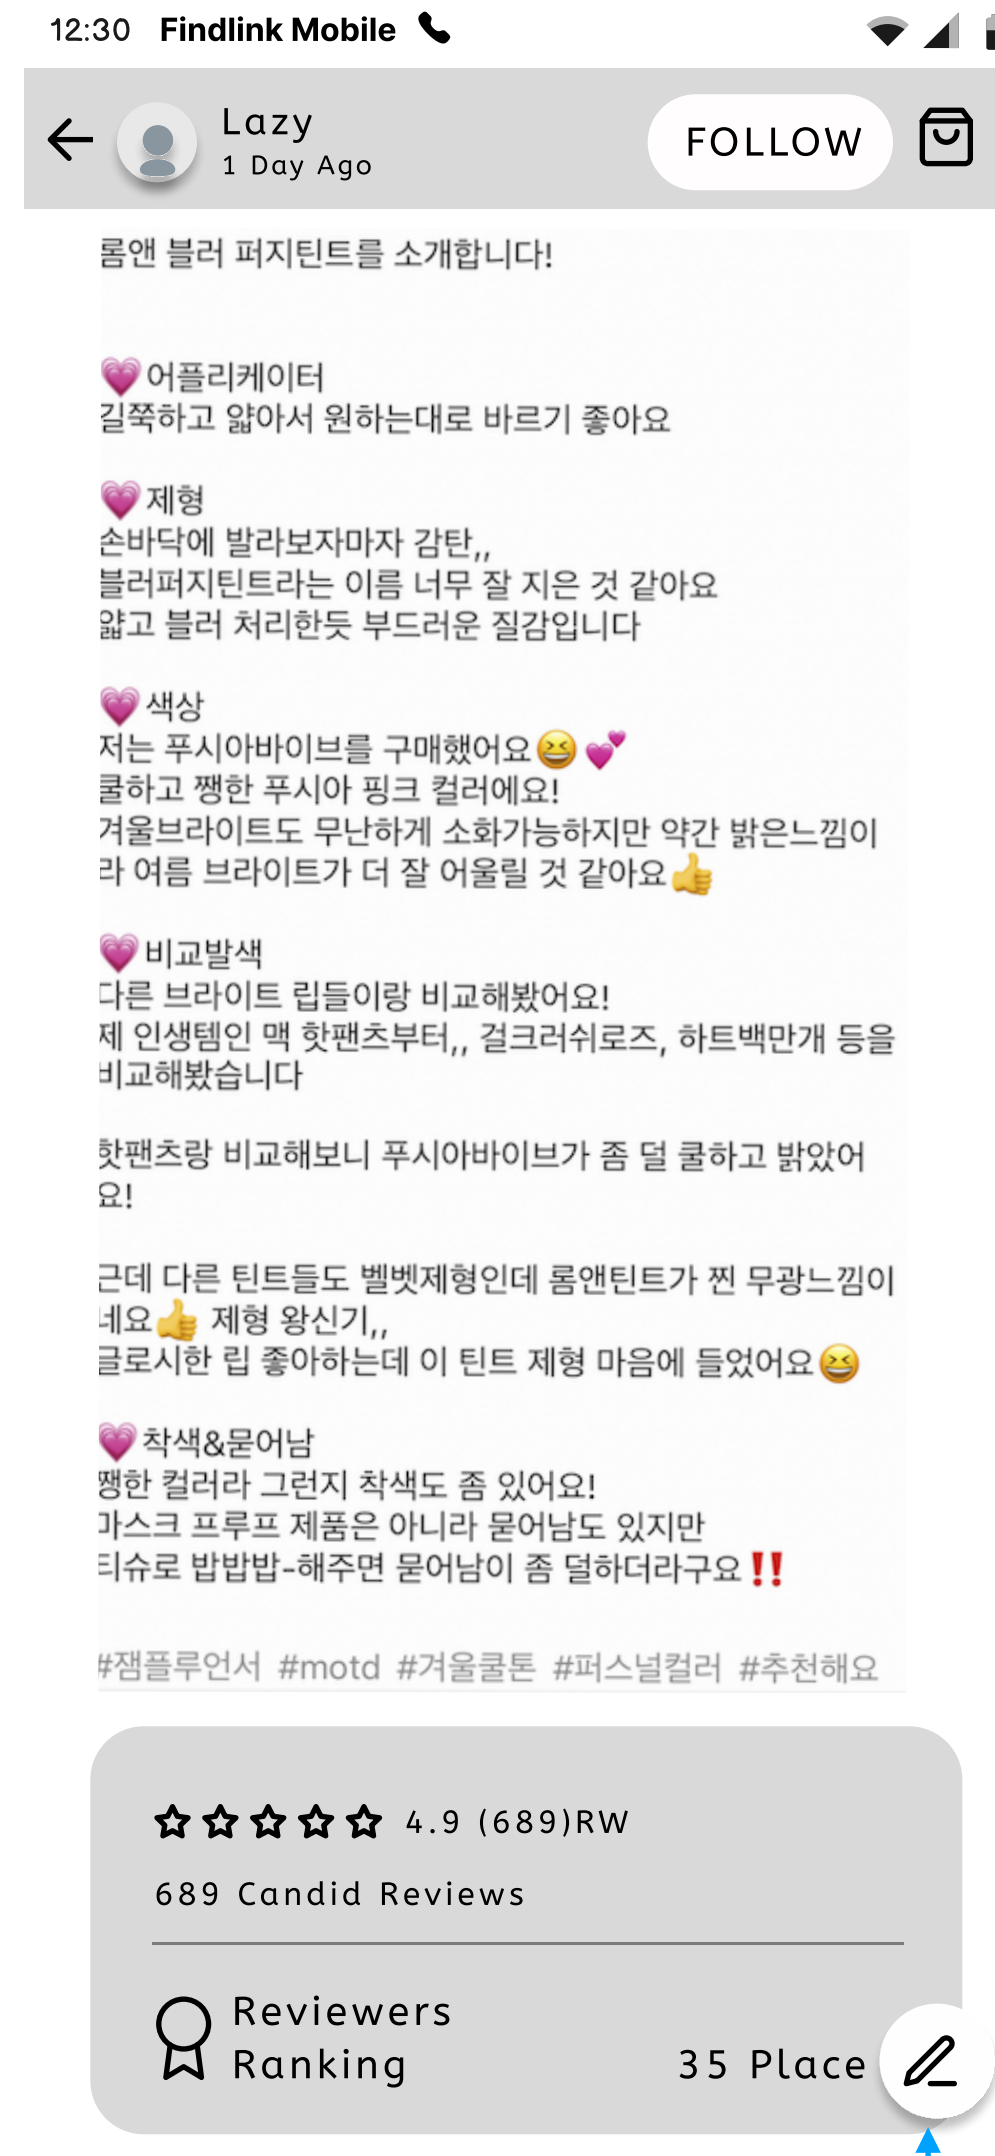 12:30 Findlink Mobile
Lazy
1 Day Ago
FOLLOW
롬앤 블러 퍼지틴트를 소개합니다!
💗어플리케이터
길쭉하고 얇아서 원하는대로 바르기 좋아요
💗제형
손바닥에 발라보자마자 감탄,,
블러퍼지틴트라는 이름 너무 잘 지은 것 같아요
얇고 블러 처리한듯 부드러운 질감입니다
💗색상
저는 푸시아바이브를 구매했어요😆💕
쿨하고 쨍한 푸시아 핑크 컬러에요!
겨울브라이트도 무난하게 소화가능하지만 약간 밝은느낌이
라 여름 브라이트가 더 잘 어울릴 것 같아요👍
💗비교발색
다른 브라이트 립들이랑 비교해봤어요!
제 인생템인 맥 핫팬츠부터,, 걸크러쉬로즈, 하트백만개 등을
비교해봤습니다
핫팬츠랑 비교해보니 푸시아바이브가 좀 덜 쿨하고 밝았어
요!
근데 다른 틴트들도 벨벳제형인데 롬앤틴트가 찐 무광느낌이
네요👍 제형 왕신기,,
글로시한 립 좋아하는데 이 틴트 제형 마음에 들었어요😆
💗착색&묻어남
쨍한 컬러라 그런지 착색도 좀 있어요!
마스크 프루프 제품은 아니라 묻어남도 있지만
티슈로 밥밥밥-해주면 묻어남이 좀 덜하더라구요‼️
#잼플루언서 #motd #겨울쿨톤 #퍼스널컬러 #추천해요
4.9 (689)RW
689 Candid Reviews
Reviewers
Ranking 35 Place